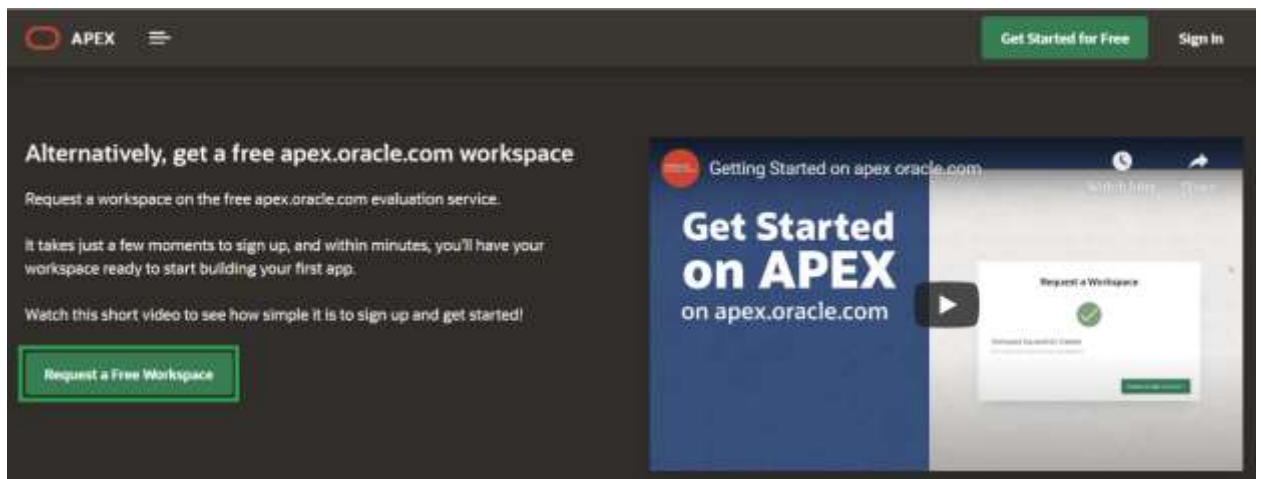 APEX
Get Started for Free
Sign In
Alternatively, get a free apex.oracle.com workspace
Request a workspace on the free apex.oracle.com evaluation service.
It takes just a few moments to sign up, and within minutes, you'll have your
workspace ready to start building your first app.
Watch this short video to see how simple it is to sign up and get started!
Request a Free Workspace
Getting Started on apex oracle.com
Watch later
Share
Get Started
on APEX
on apex.oracle.com
Request a Workspace